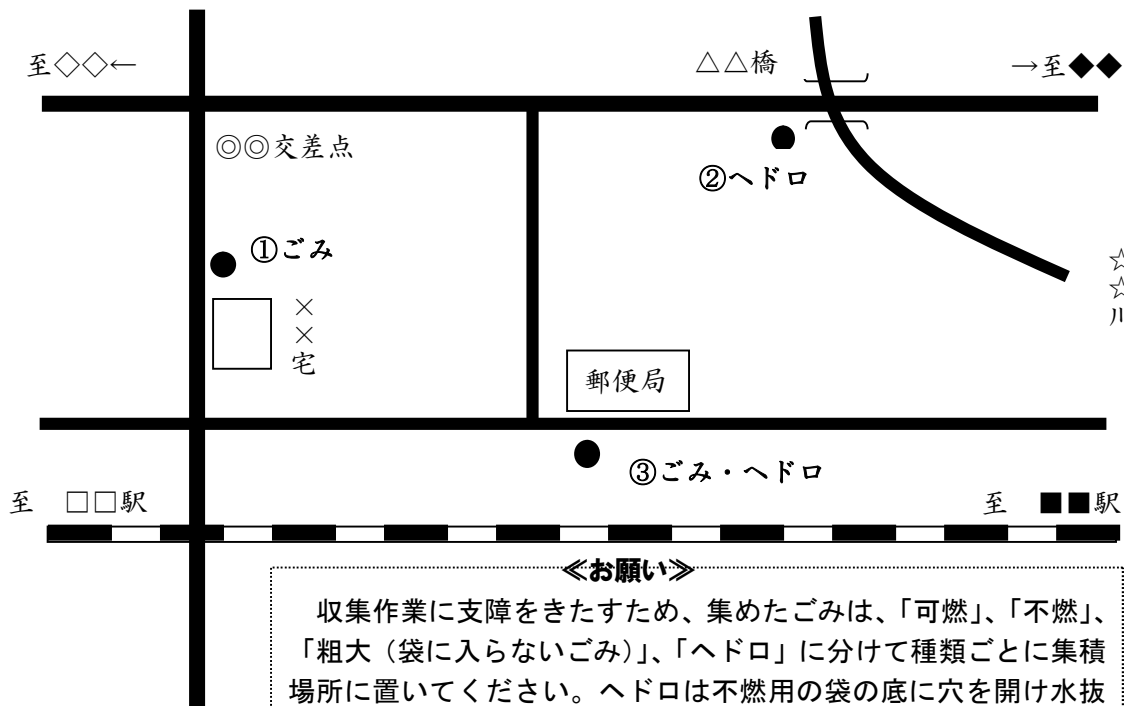 至◇◇←
△△橋
→至◆◆
◎◎交差点
②ヘドロ
①ごみ
××宅
☆☆川
郵便局
③ごみ・ヘドロ
至 □□駅
至 ■■駅
≪お願い≫
収集作業に支障をきたすため、集めたごみは、「可燃」、「不燃」、
「粗大（袋に入らないごみ）」、「ヘドロ」に分けて種類ごとに集積
場所に置いてください。ヘドロは不燃用の袋の底に穴を開け水抜